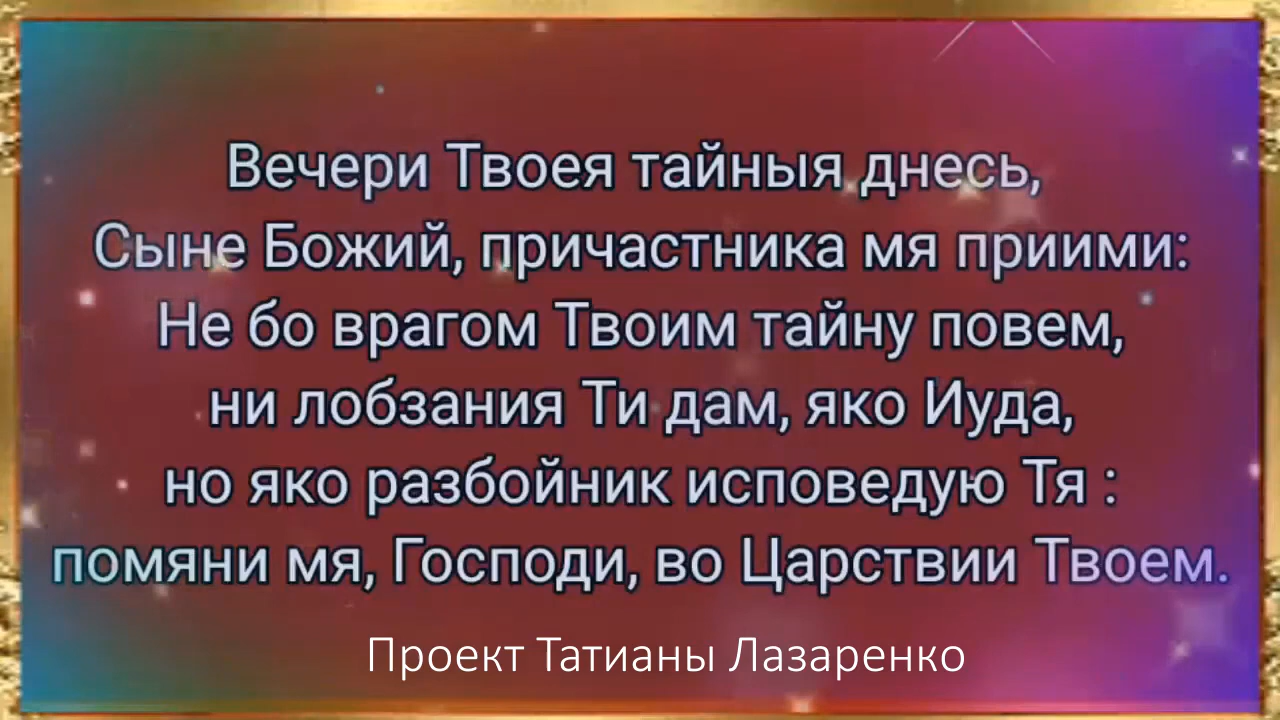 Вечери Твоея тайныя днесь,
Сыне Божий, причастника мя приими:
Не бо врагом Твоим тайну повем,
ни лобзания Ти дам, яко Иуда,
но яко разбойник исповедую Тя :
помяни мя, Господи, во Царствии Твоем.
Проект Татианы Лазаренко